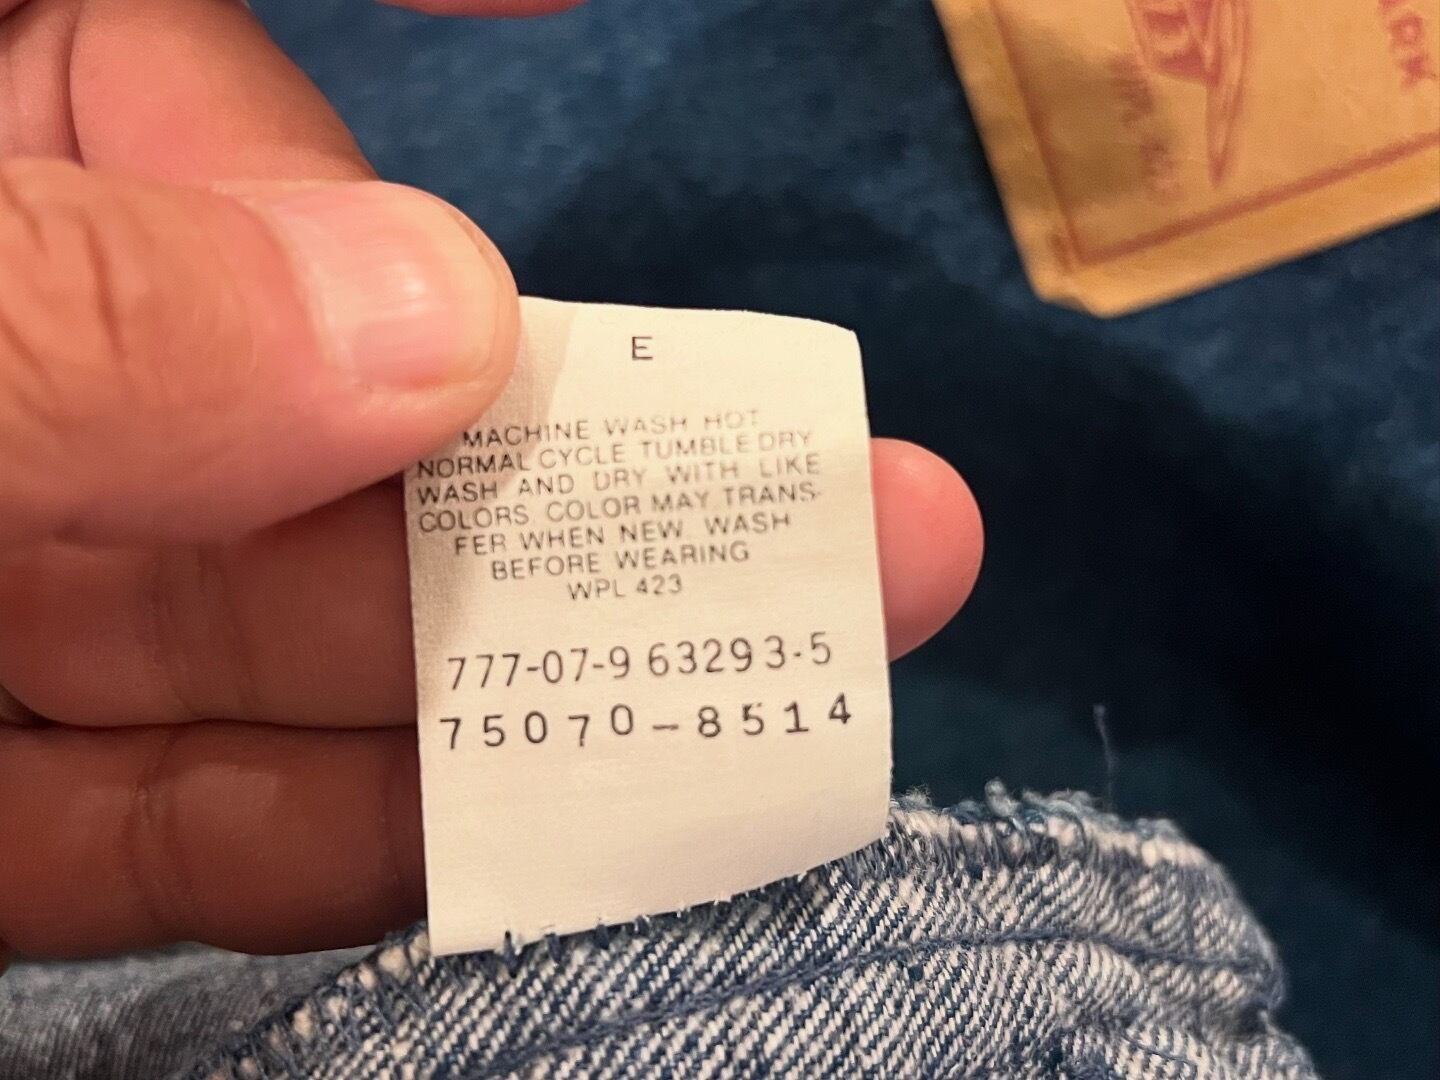 E
MACHINE WASH HOT
NORMAL CYCLE TUMBLE DRY
WASH AND DRY WITH LIKE
COLORS. COLOR MAY TRANS-
FER WHEN NEW. WASH
BEFORE WEARING
WPL 423
777-07-9 63293-5
75070-8514